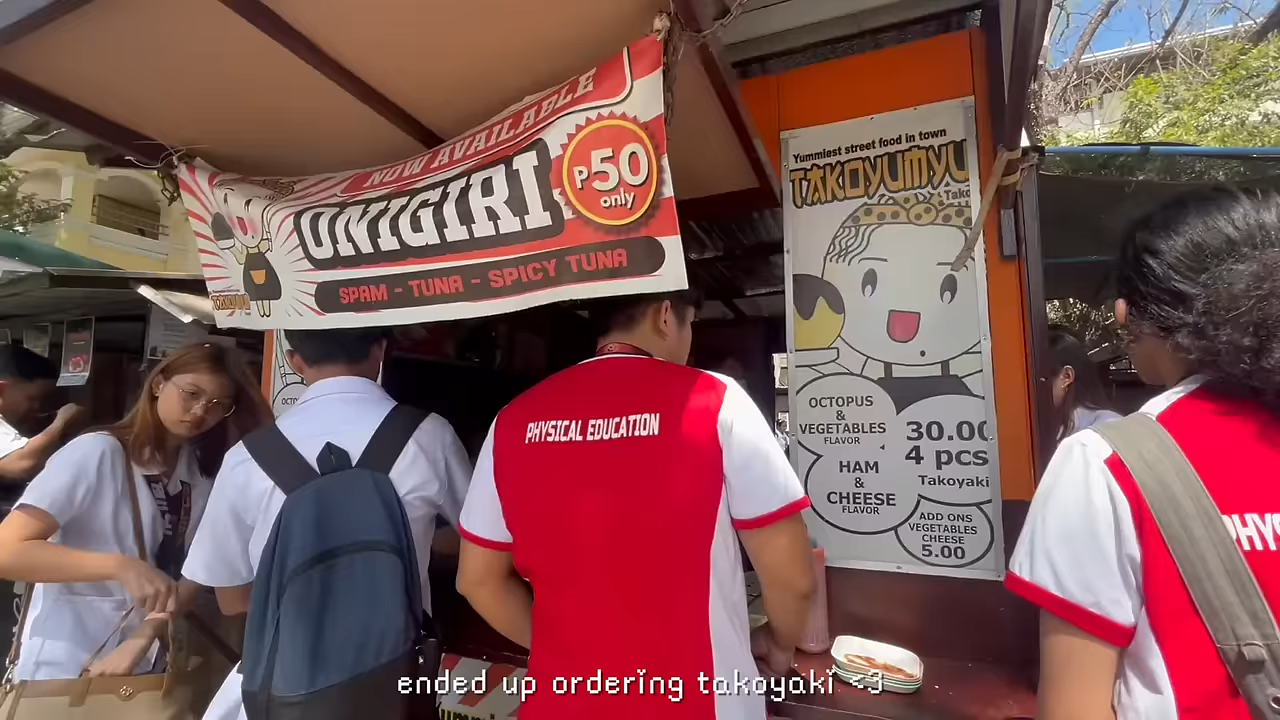 NOW AVAILABLE
ONIGIRI
₱50
only
SPAM - TUNA - SPICY TUNA
Yummiest street food in town
TAKOYUMYU
Tako
OCTOPUS
&
VEGETABLES
FLAVOR
HAM
&
CHEESE
FLAVOR
30.00
4 pcs
Takoyaki
ADD ONS
VEGETABLES
CHEESE
5.00
PHYSICAL EDUCATION
PHY
ended up ordering takoyaki <3